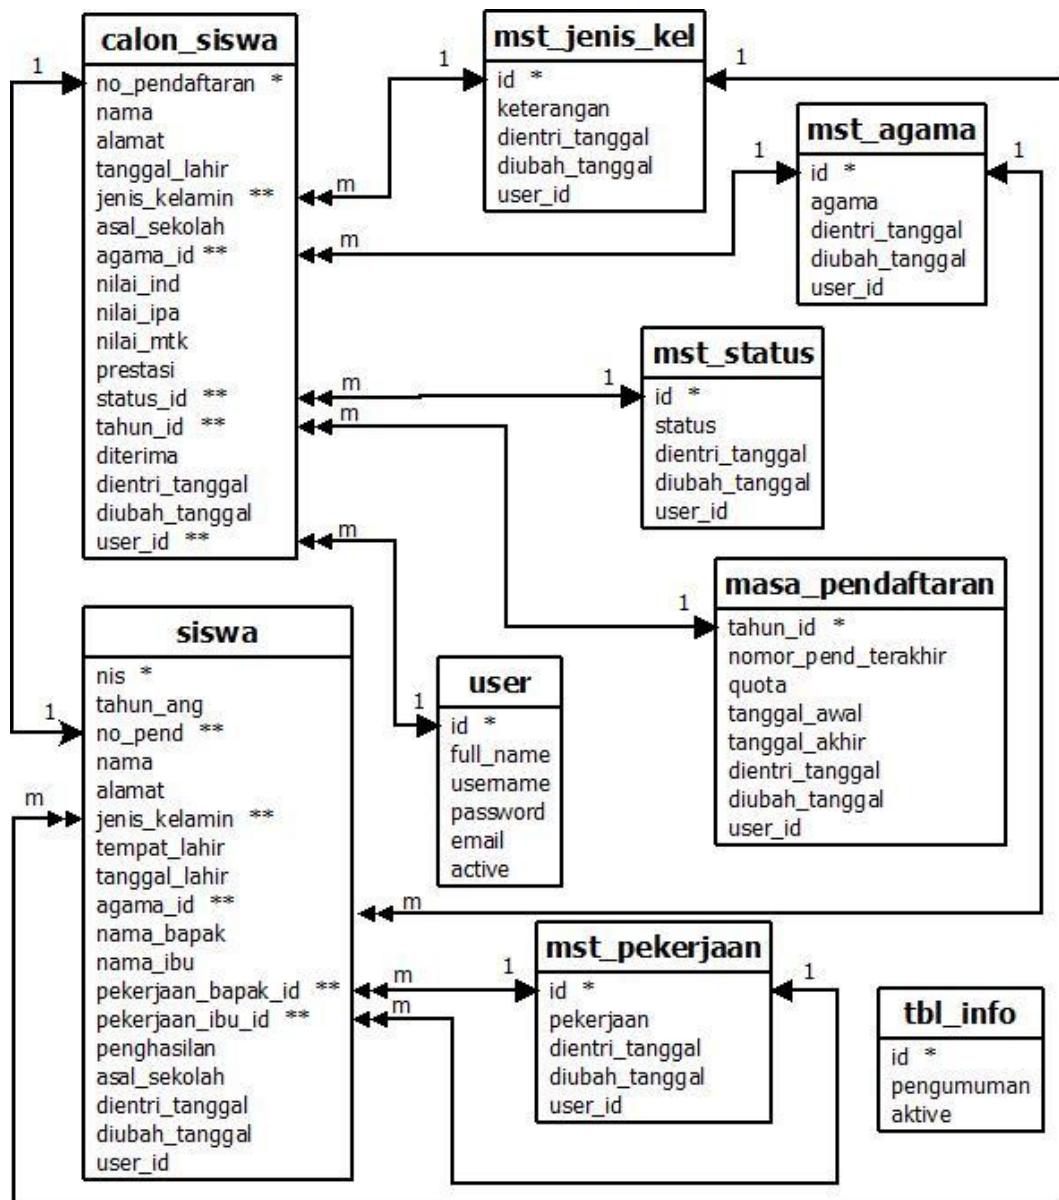 calon_siswa
no_pendaftaran *
nama
alamat
tanggal_lahir
jenis_kelamin **
asal_sekolah
agama_id **
nilai_ind
nilai_ipa
nilai_mtk
prestasi
status_id **
tahun_id **
diterima
dientri_tanggal
diubah_tanggal
user_id **
1
m
m
m
m
m
mst_jenis_kel
id *
keterangan
dientri_tanggal
diubah_tanggal
user_id
1
1
mst_agama
id *
agama
dientri_tanggal
diubah_tanggal
user_id
1
1
mst_status
id *
status
dientri_tanggal
diubah_tanggal
user_id
1
masa_pendaftaran
tahun_id *
nomor_pend_terakhir
quota
tanggal_awal
tanggal_akhir
dientri_tanggal
diubah_tanggal
user_id
1
siswa
nis *
tahun_ang
no_pend **
nama
alamat
jenis_kelamin **
tempat_lahir
tanggal_lahir
agama_id **
nama_bapak
nama_ibu
pekerjaan_bapak_id **
pekerjaan_ibu_id **
penghasilan
asal_sekolah
dientri_tanggal
diubah_tanggal
user_id
1
m
m
m
m
user
id *
full_name
username
password
email
active
1
mst_pekerjaan
id *
pekerjaan
dientri_tanggal
diubah_tanggal
user_id
1
1
tbl_info
id *
pengumuman
aktive